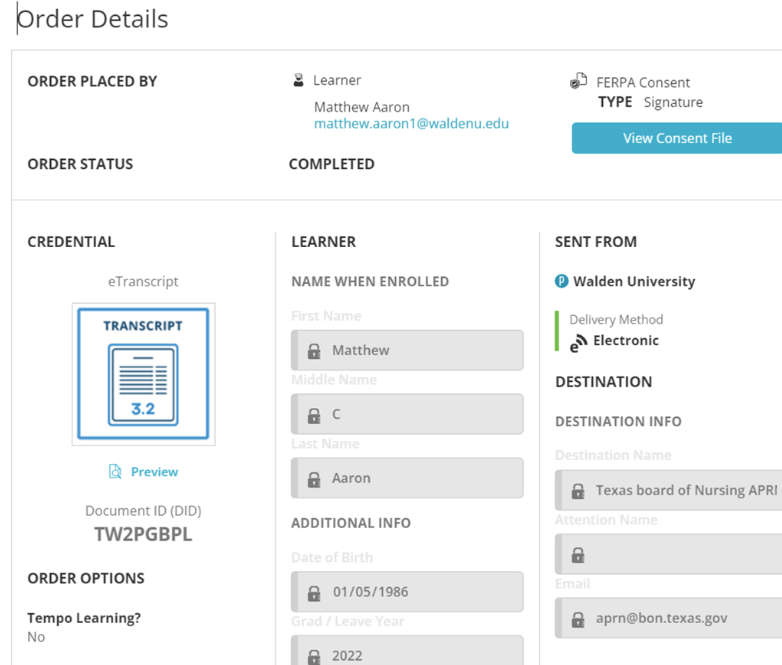 Order Details
ORDER PLACED BY
Learner
Matthew Aaron
matthew.aaron1@waldenu.edu
FERPA Consent
TYPE Signature
View Consent File
ORDER STATUS
COMPLETED
CREDENTIAL
eTranscript
TRANSCRIPT
3.2
Preview
Document ID (DID)
TW2PGBPL
ORDER OPTIONS
Tempo Learning?
No
LEARNER
NAME WHEN ENROLLED
First Name
Matthew
Middle Name
C
Last Name
Aaron
ADDITIONAL INFO
Date of Birth
01/05/1986
Grad / Leave Year
2022
SENT FROM
Walden University
Delivery Method
Electronic
DESTINATION
DESTINATION INFO
Destination Name
Texas board of Nursing APRN
Attention Name
Email
aprn@bon.texas.gov